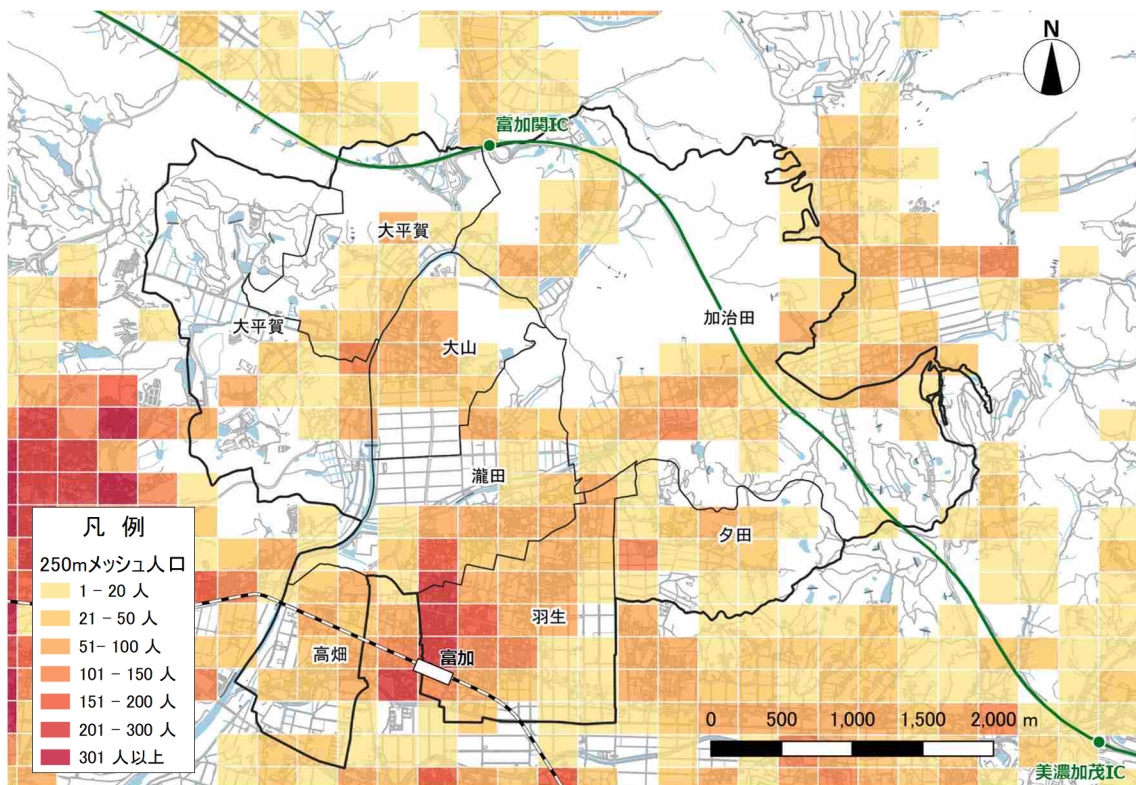 N
富加関IC
大平賀
加治田
大平賀
大山
瀧田
夕田
羽生
高畑
富加
凡 例
250mメッシュ人口
1 - 20 人
21 - 50 人
51- 100 人
101 - 150 人
151 - 200 人
201 - 300 人
301 人以上
0 500 1,000 1,500 2,000 m
美濃加茂IC